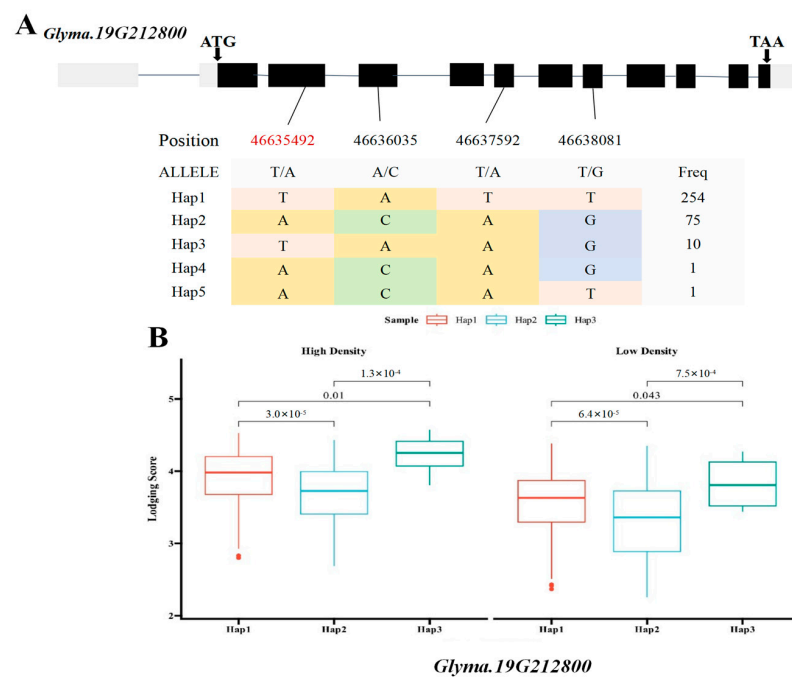 A Glyma.19G212800
ATG TAA
Position 46635492 46636035 46637592 46638081
ALLELE T/A A/C T/A T/G Freq
Hap1 T A T T 254
Hap2 A C A G 75
Hap3 T A A G 10
Hap4 A C A G 1
Hap5 A C A T 1
B
Sample Hap1 Hap2 Hap3
High Density Low Density
1.3×10⁻⁴ 7.5×10⁻⁴
0.01 0.043
3.0×10⁻⁵ 6.4×10⁻⁵
Lodging Score
5
4
3
2
Hap1 Hap2 Hap3 Hap1 Hap2 Hap3
Glyma.19G212800